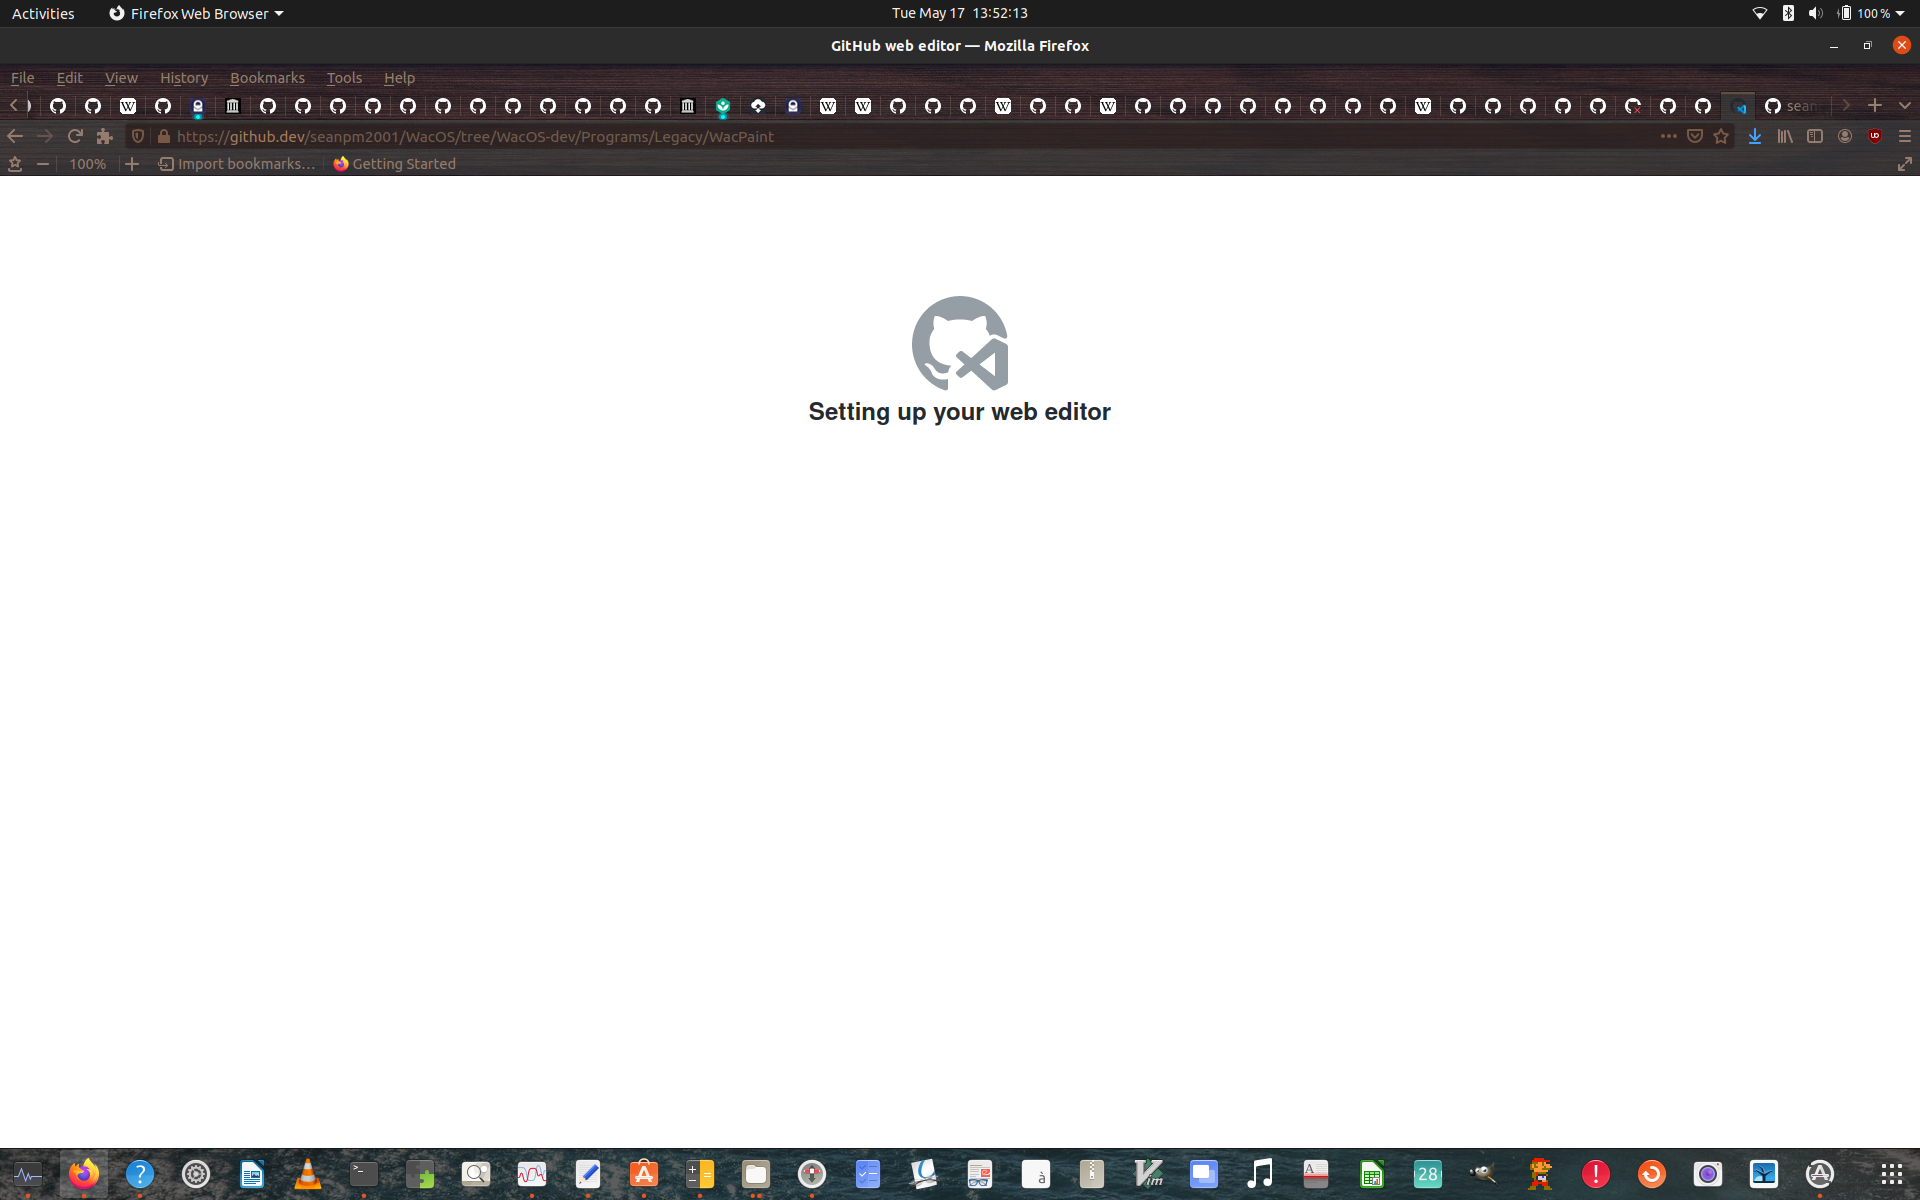 Activities
Firefox Web Browser
Tue May 17 13:52:13
100 %
GitHub web editor — Mozilla Firefox
File Edit View History Bookmarks Tools Help
W W W W W W
https://github.dev/seanpm2001/WacOS/tree/WacOS-dev/Programs/Legacy/WacPaint
100%
Import bookmarks...
Getting Started
Setting up your web editor
?
>_
à
Vim
A
28
!